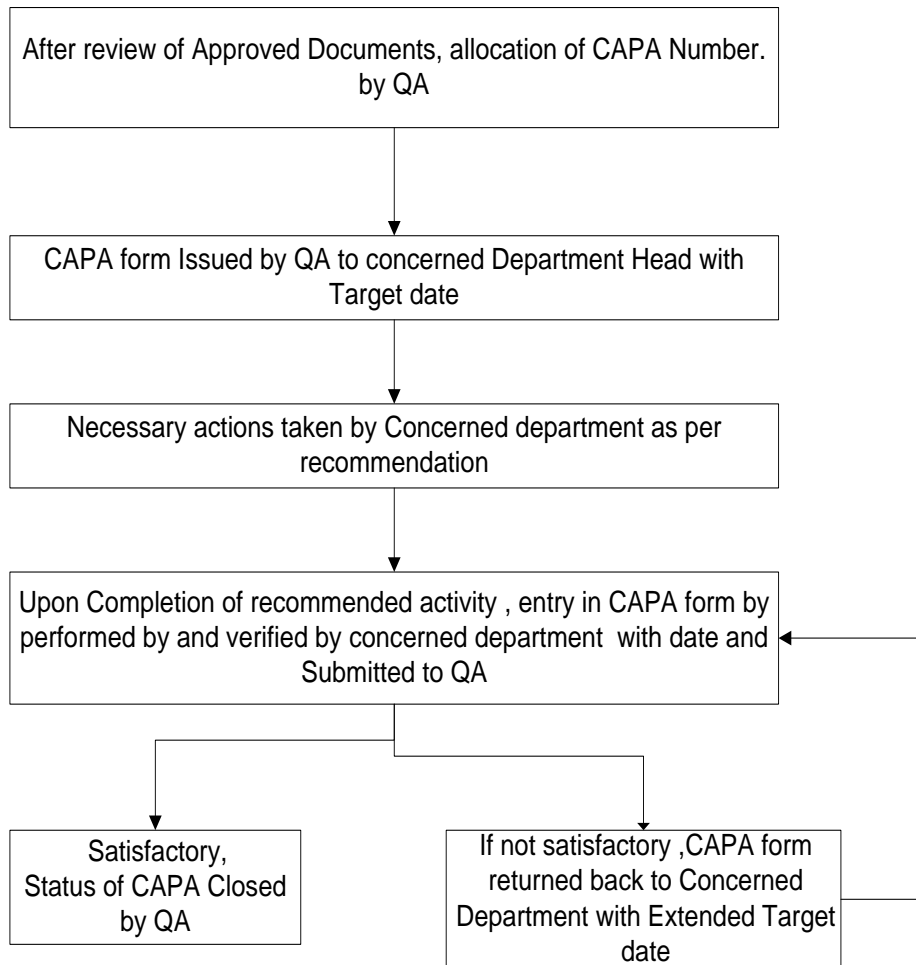 After review of Approved Documents, allocation of CAPA Number.
by QA
CAPA form Issued by QA to concerned Department Head with
Target date
Necessary actions taken by Concerned department as per
recommendation
Upon Completion of recommended activity , entry in CAPA form by
performed by and verified by concerned department with date and
Submitted to QA
Satisfactory,
Status of CAPA Closed
by QA
If not satisfactory ,CAPA form
returned back to Concerned
Department with Extended Target
date